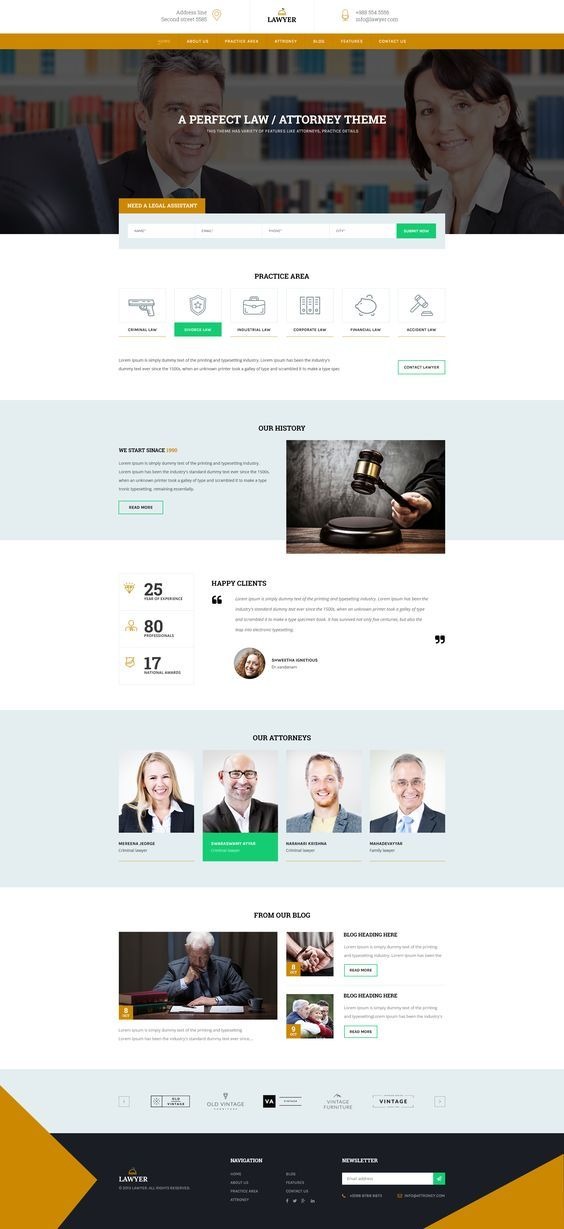 Address line
Second street 5585
LAWYER
+988 554 5556
info@lawyer.com
HOME
ABOUT US
PRACTICE AREA
ATTRONEY
BLOG
FEATURES
CONTACT US
A PERFECT LAW / ATTORNEY THEME
THIS THEME HAS VARIETY OF FEATURES LIKE ATTORNEYS, PRACTICE DETAILS
NEED A LEGAL ASSISTANT
NAME*
EMAIL*
PHONE*
CITY*
SUBMIT NOW
PRACTICE AREA
CRIMINAL LAW
DIVORCE LAW
INDUSTRIAL LAW
CORPORATE LAW
FINANCIAL LAW
ACCIDENT LAW
Lorem Ipsum is simply dummy text of the printing and typesetting industry. Lorem Ipsum has been the industry's
dummy text ever since the 1500s, when an unknown printer took a galley of type and scrambled it to make a type spec
CONTACT LAWYER
OUR HISTORY
WE START SINACE 1990
Lorem Ipsum is simply dummy text of the printing and typesetting industry.
Lorem Ipsum has been the industry's standard dummy text ever since the 1500s,
when an unknown printer took a galley of type and scrambled it to make a type
tronic typesetting, remaining essentially.
READ MORE
25
YEAR OF EXPERIENCE
80
PROFESSIONALS
17
NATIONAL AWARDS
HAPPY CLIENTS
Lorem Ipsum is simply dummy text of the printing and typesetting industry. Lorem Ipsum has been the
industry's standard dummy text ever since the 1500s, when an unknown printer took a galley of type
and scrambled it to make a type specimen book. It has survived not only five centuries, but also the
leap into electronic typesetting.
SHWEETHA IGNETIOUS
OUR ATTORNEYS
MEREENA JEORGE
Criminal lawyer
SWARASWAMY AYYAR
Criminal lawyer
NARAHARI KRISHNA
Criminal lawyer
MAHADEVAYYAR
Family lawyer
FROM OUR BLOG
8
OCT
Lorem Ipsum is simply dummy text of the printing and typesetting
Lorem Ipsum has been the industry's standard dummy text ever since...
8
OCT
BLOG HEADING HERE
Lorem Ipsum is simply dummy text of the printing
and typesetting industry. Lorem Ipsum has been the
READ MORE
9
OCT
BLOG HEADING HERE
Lorem Ipsum is simply dummy text of the printing
and typesettingLorem Ipsum has been the industry's
READ MORE
OLD
VINTAGE
OLD VINTAGE
FURNITURE
VA
VINTAGE
VINTAGE
FURNITURE
VINTAGE
LAWYER
© 2015 LAWYER. ALL RIGHTS RESERVED.
NAVIGATION
HOME
ABOUT US
PRACTICE AREA
ATTRONEY
BLOG
FEATURES
CONTACT US
NEWSLETTER
Email address
INFO@ATTRONEY.COM